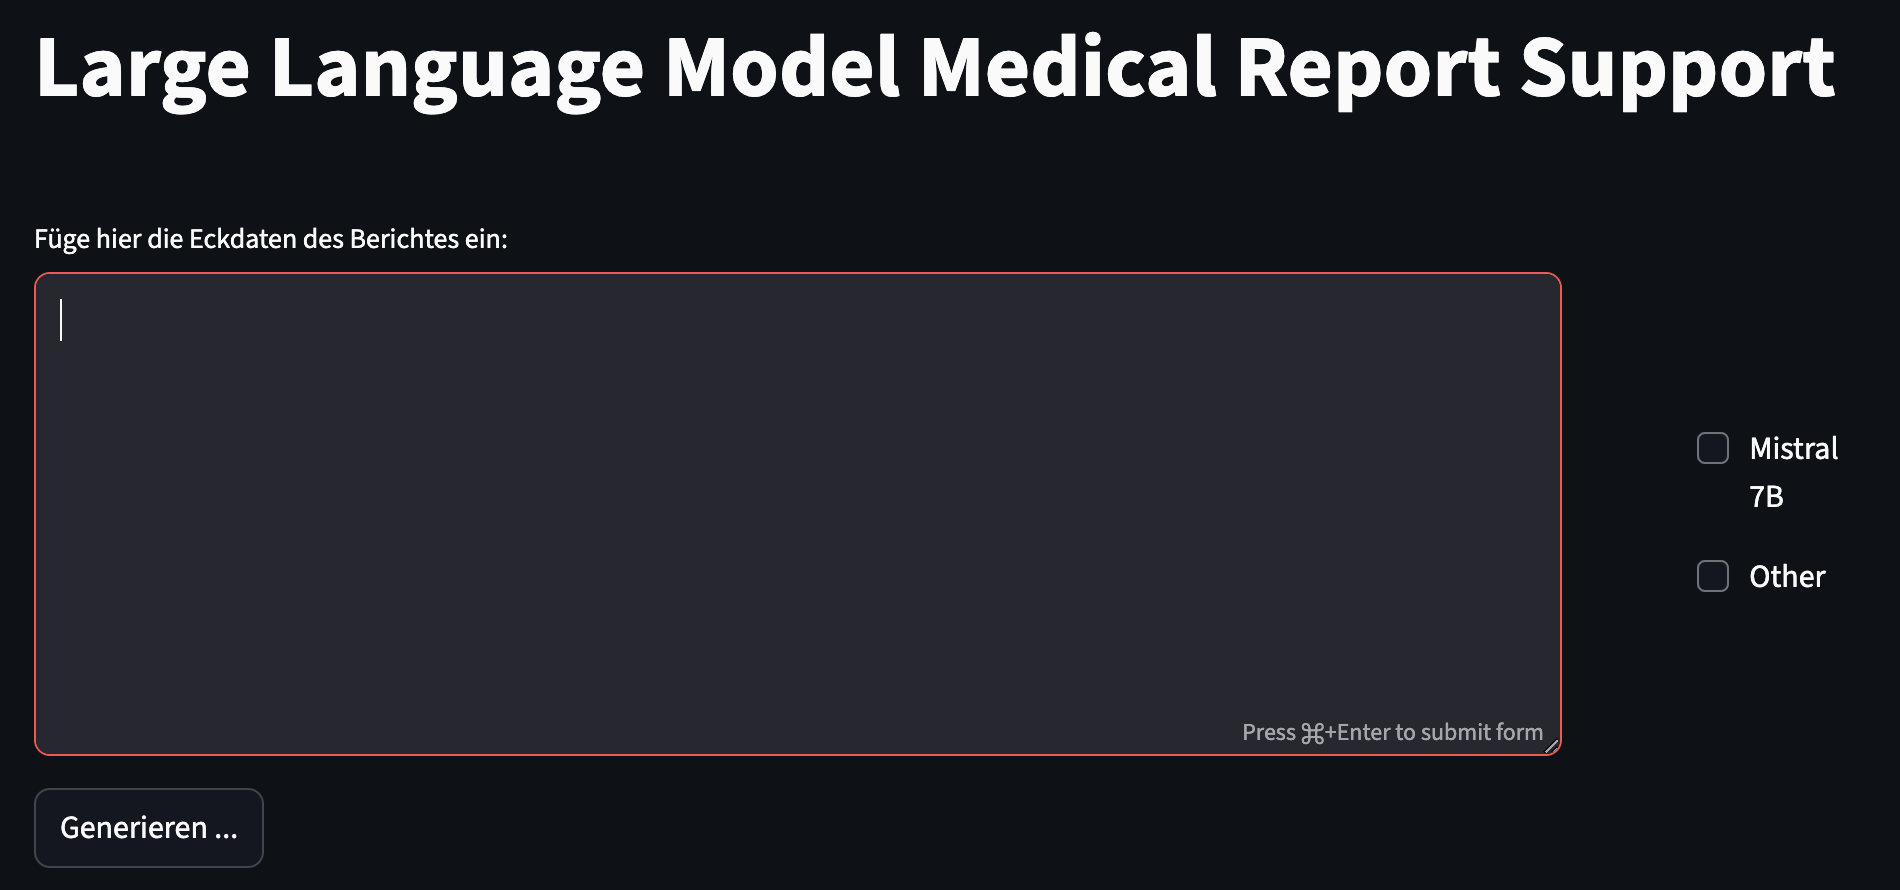 Large Language Model Medical Report Support
Füge hier die Eckdaten des Berichtes ein:
Mistral
7B
Other
Press ⌘+Enter to submit form
Generieren ...